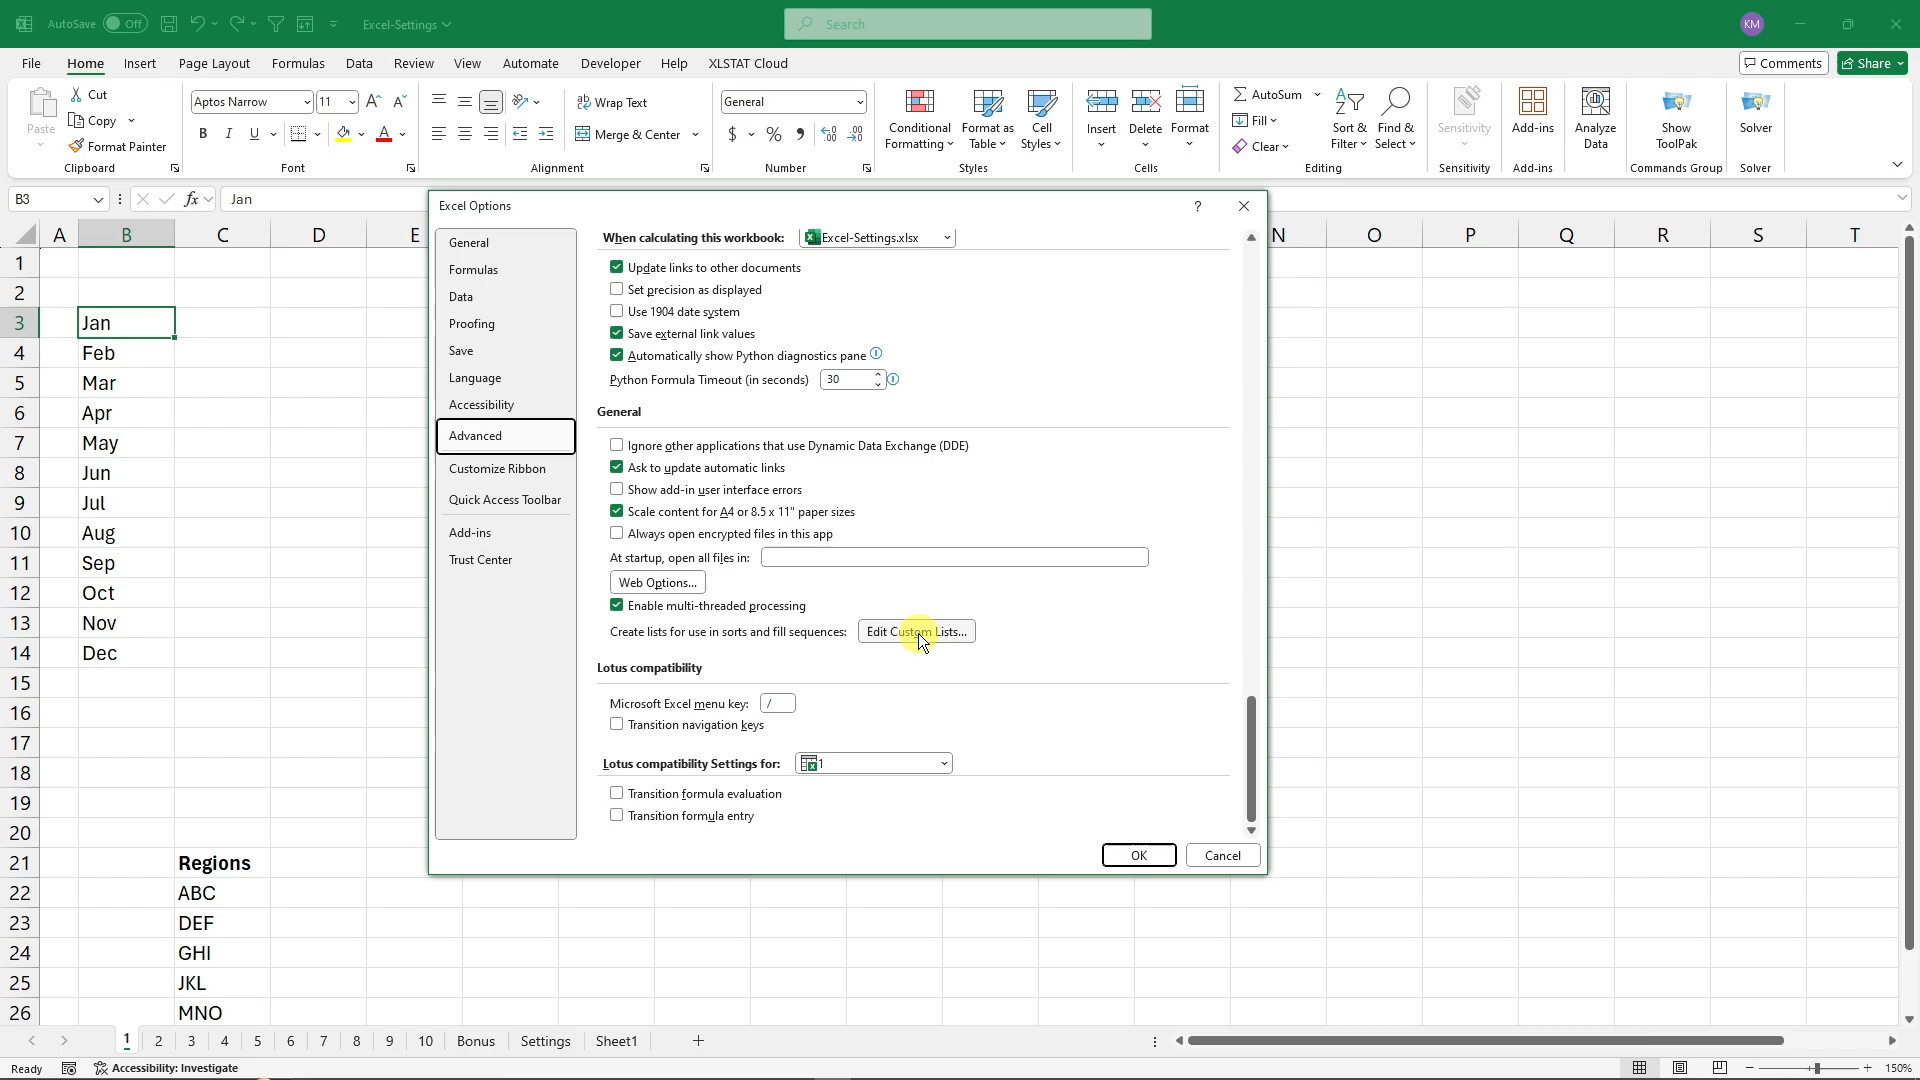 AutoSave Off Excel-Settings Search KM
File Home Insert Page Layout Formulas Data Review View Automate Developer Help XLSTAT Cloud Comments Share
Paste Cut Copy Format Painter Clipboard
Aptos Narrow 11 B I U A Font
Wrap Text Merge & Center Alignment
General $ % , Number
Conditional Formatting Format as Table Cell Styles Styles
Insert Delete Format Cells
AutoSum Fill Clear Sort & Filter Find & Select Editing
Sensitivity Sensitivity
Add-ins Add-ins
Analyze Data
Show ToolPak Commands Group
Solver Solver
B3 fx Jan
A B C D E N O P Q R S T
1
2
3 Jan
4 Feb
5 Mar
6 Apr
7 May
8 Jun
9 Jul
10 Aug
11 Sep
12 Oct
13 Nov
14 Dec
15
16
17
18
19
20
21 Regions
22 ABC
23 DEF
24 GHI
25 JKL
26 MNO
Excel Options ?
General
Formulas
Data
Proofing
Save
Language
Accessibility
Advanced
Customize Ribbon
Quick Access Toolbar
Add-ins
Trust Center
When calculating this workbook: Excel-Settings.xlsx
Update links to other documents
Set precision as displayed
Use 1904 date system
Save external link values
Automatically show Python diagnostics pane
Python Formula Timeout (in seconds) 30
General
Ignore other applications that use Dynamic Data Exchange (DDE)
Ask to update automatic links
Show add-in user interface errors
Scale content for A4 or 8.5 x 11" paper sizes
Always open encrypted files in this app
At startup, open all files in:
Web Options...
Enable multi-threaded processing
Create lists for use in sorts and fill sequences: Edit Custom Lists...
Lotus compatibility
Microsoft Excel menu key: /
Transition navigation keys
Lotus compatibility Settings for: 1
Transition formula evaluation
Transition formula entry
OK Cancel
1 2 3 4 5 6 7 8 9 10 Bonus Settings Sheet1 +
Ready Accessibility: Investigate 150%